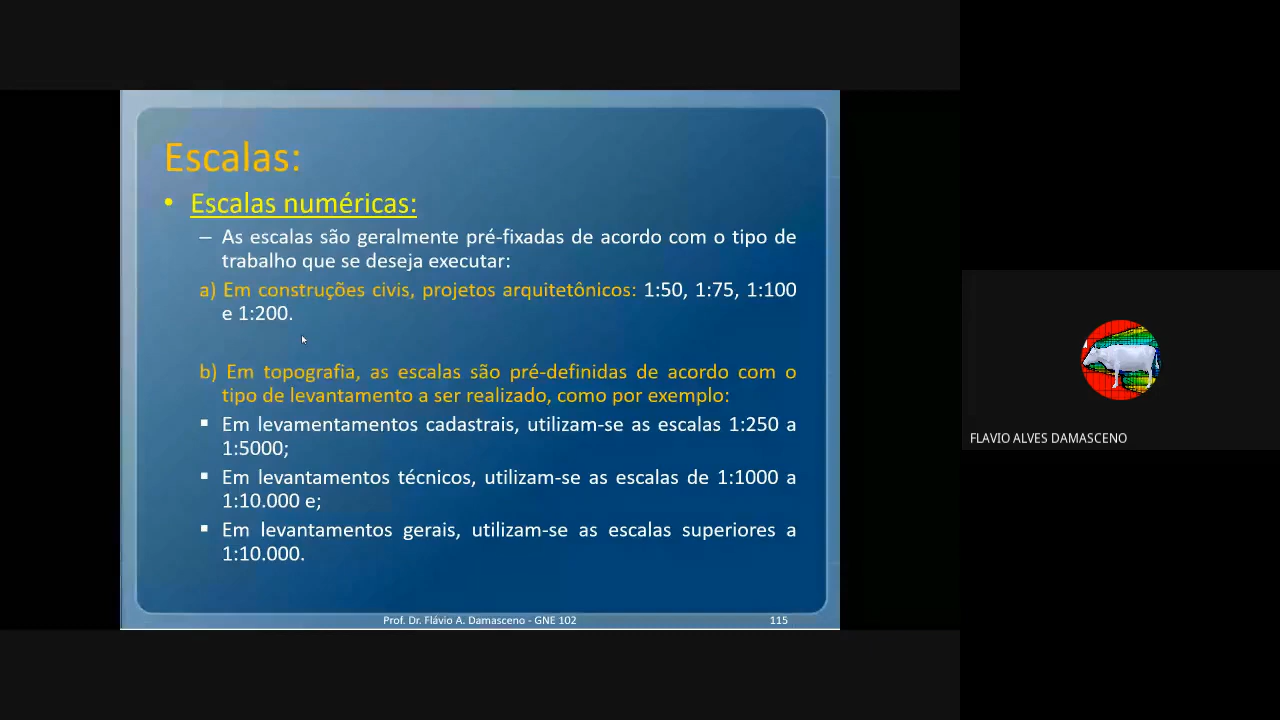 Escalas:
• Escalas numéricas:
– As escalas são geralmente pré-fixadas de acordo com o tipo de
trabalho que se deseja executar:
a) Em construções civis, projetos arquitetônicos: 1:50, 1:75, 1:100
e 1:200.
b) Em topografia, as escalas são pré-definidas de acordo com o
tipo de levantamento a ser realizado, como por exemplo:
▪ Em levamentamentos cadastrais, utilizam-se as escalas 1:250 a
1:5000;
▪ Em levantamentos técnicos, utilizam-se as escalas de 1:1000 a
1:10.000 e;
▪ Em levantamentos gerais, utilizam-se as escalas superiores a
1:10.000.
Prof. Dr. Flávio A. Damasceno - GNE 102
115
FLAVIO ALVES DAMASCENO